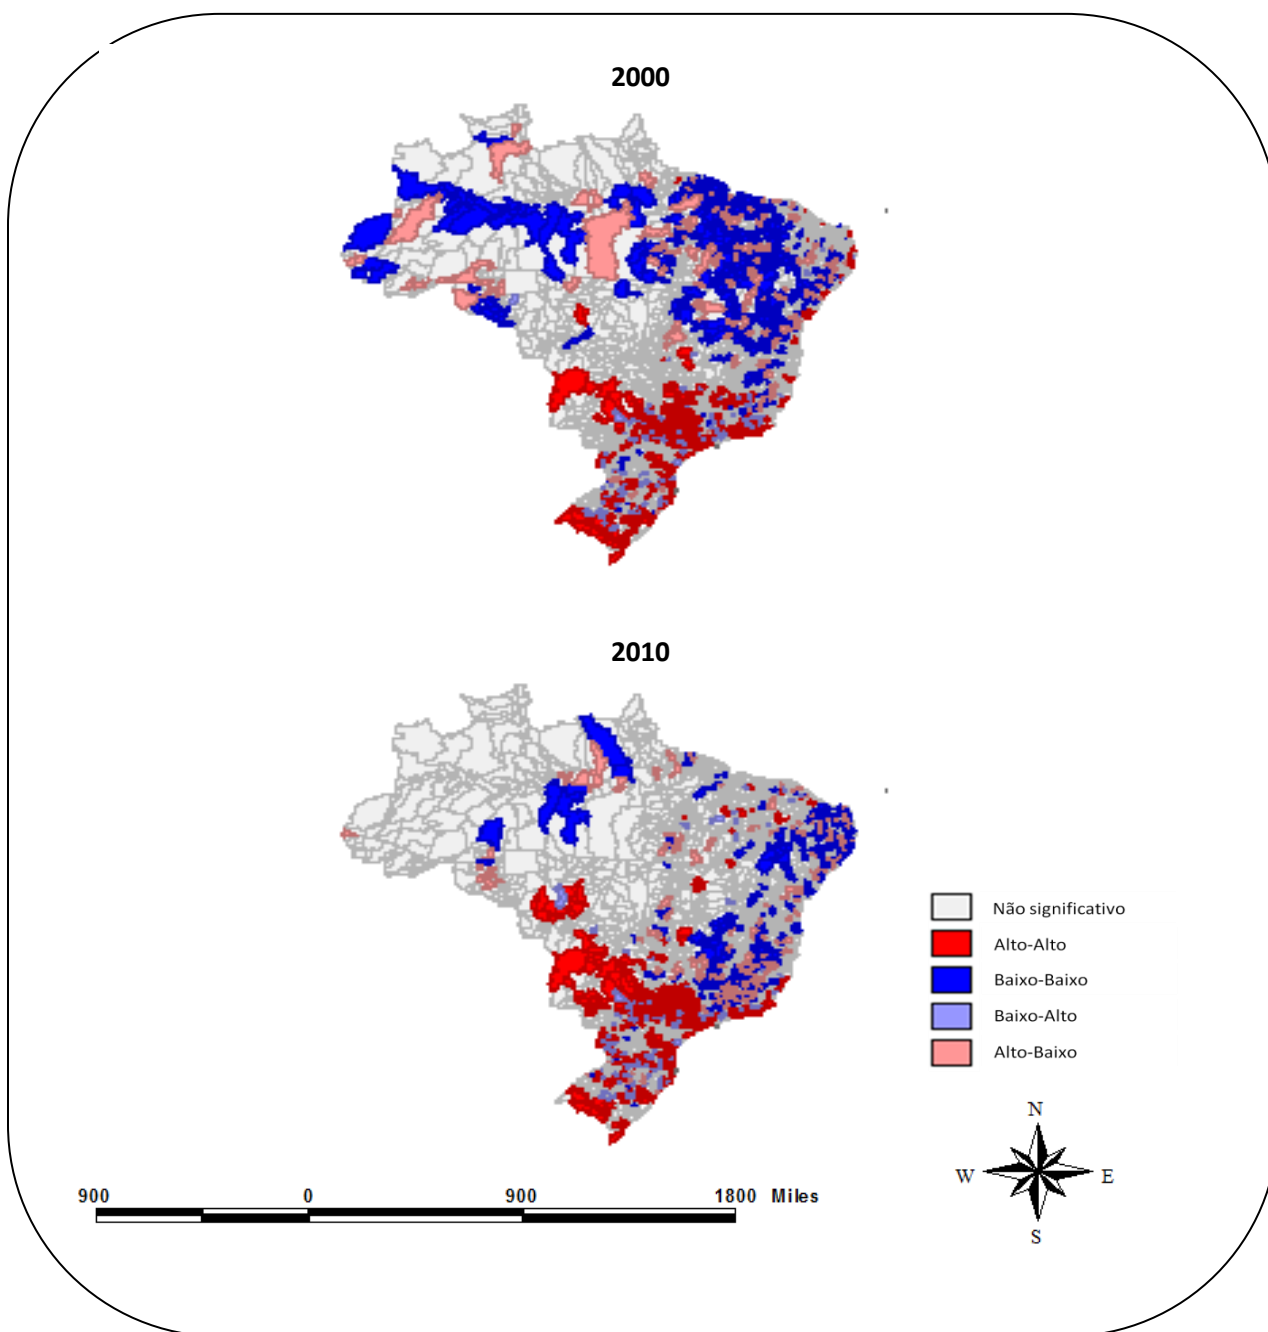 2000
2010
Não significativo
Alto-Alto
Baixo-Baixo
Baixo-Alto
Alto-Baixo
N
W E
S
900 0 900 1800 Miles